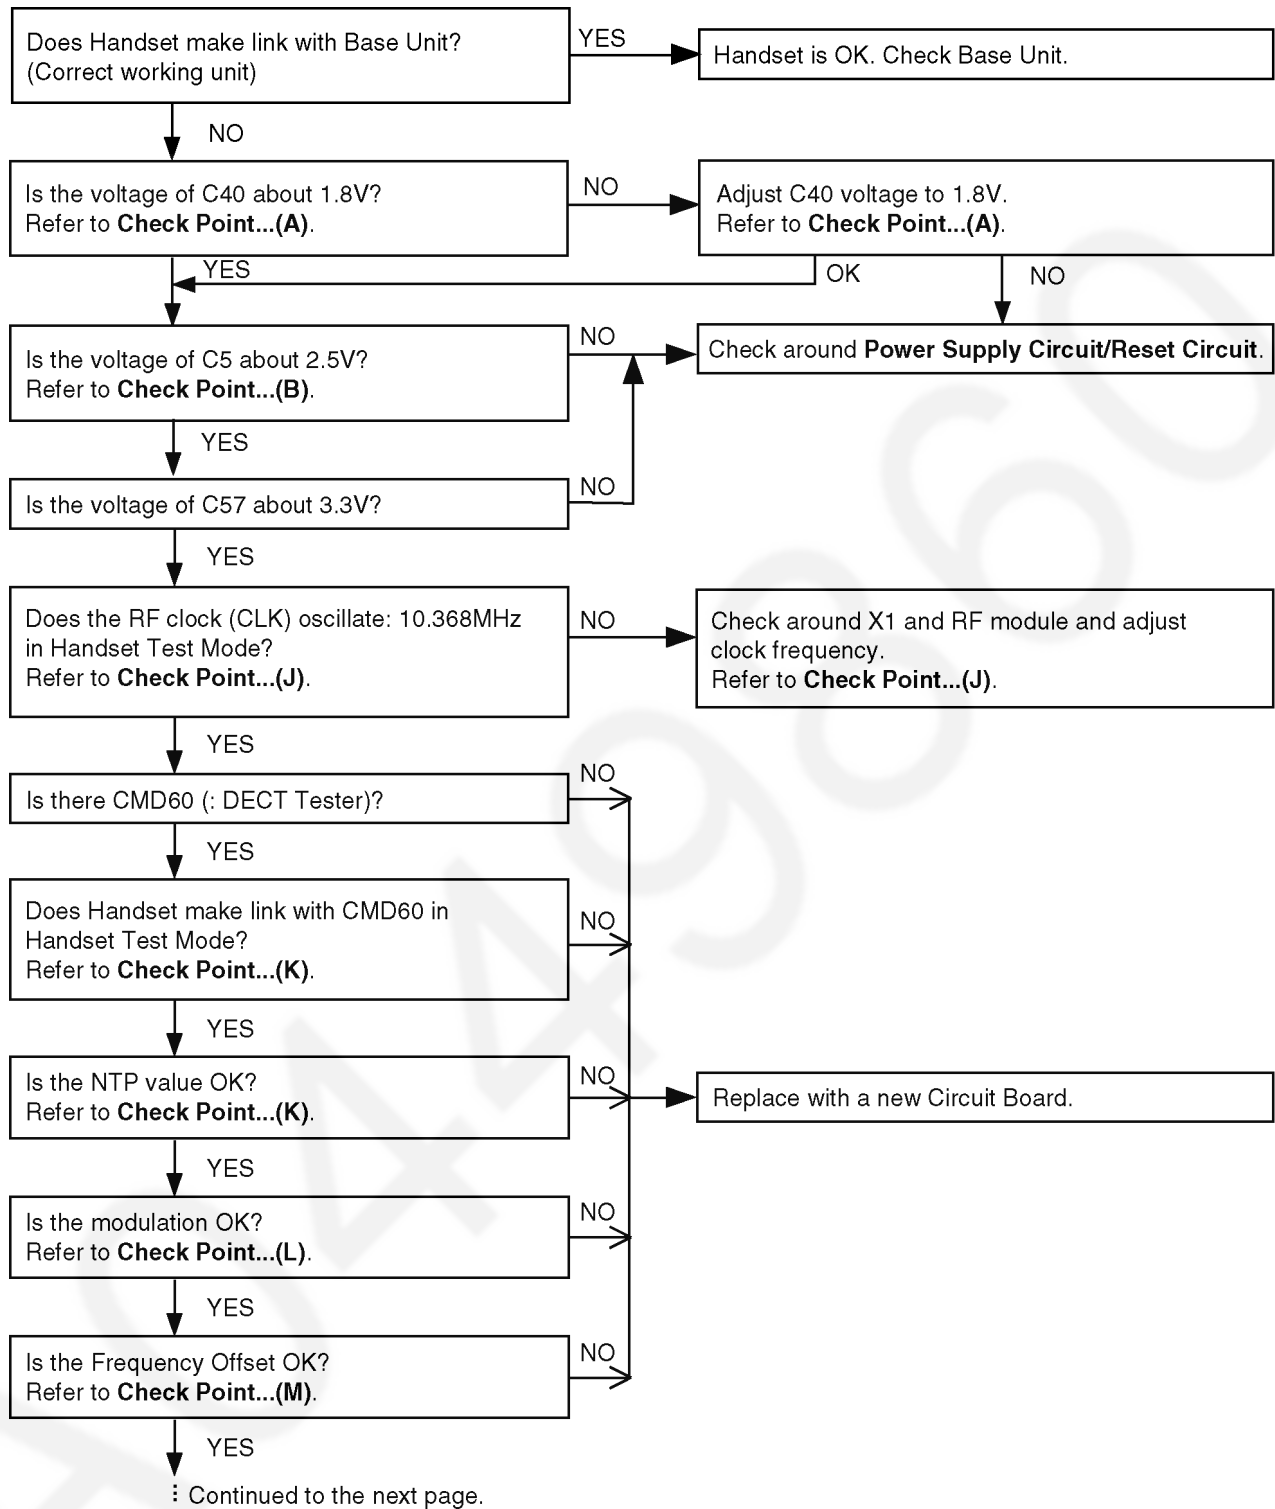 Does Handset make link with Base Unit?
(Correct working unit)
YES
Handset is OK. Check Base Unit.
NO
Is the voltage of C40 about 1.8V?
Refer to Check Point...(A).
NO
Adjust C40 voltage to 1.8V.
Refer to Check Point...(A).
YES
OK
NO
Is the voltage of C5 about 2.5V?
Refer to Check Point...(B).
NO
Check around Power Supply Circuit/Reset Circuit.
YES
Is the voltage of C57 about 3.3V?
NO
YES
Does the RF clock (CLK) oscillate: 10.368MHz
in Handset Test Mode?
Refer to Check Point...(J).
NO
Check around X1 and RF module and adjust
clock frequency.
Refer to Check Point...(J).
YES
Is there CMD60 (: DECT Tester)?
NO
YES
Does Handset make link with CMD60 in
Handset Test Mode?
Refer to Check Point...(K).
NO
YES
Is the NTP value OK?
Refer to Check Point...(K).
NO
Replace with a new Circuit Board.
YES
Is the modulation OK?
Refer to Check Point...(L).
NO
YES
Is the Frequency Offset OK?
Refer to Check Point...(M).
NO
YES
Continued to the next page.